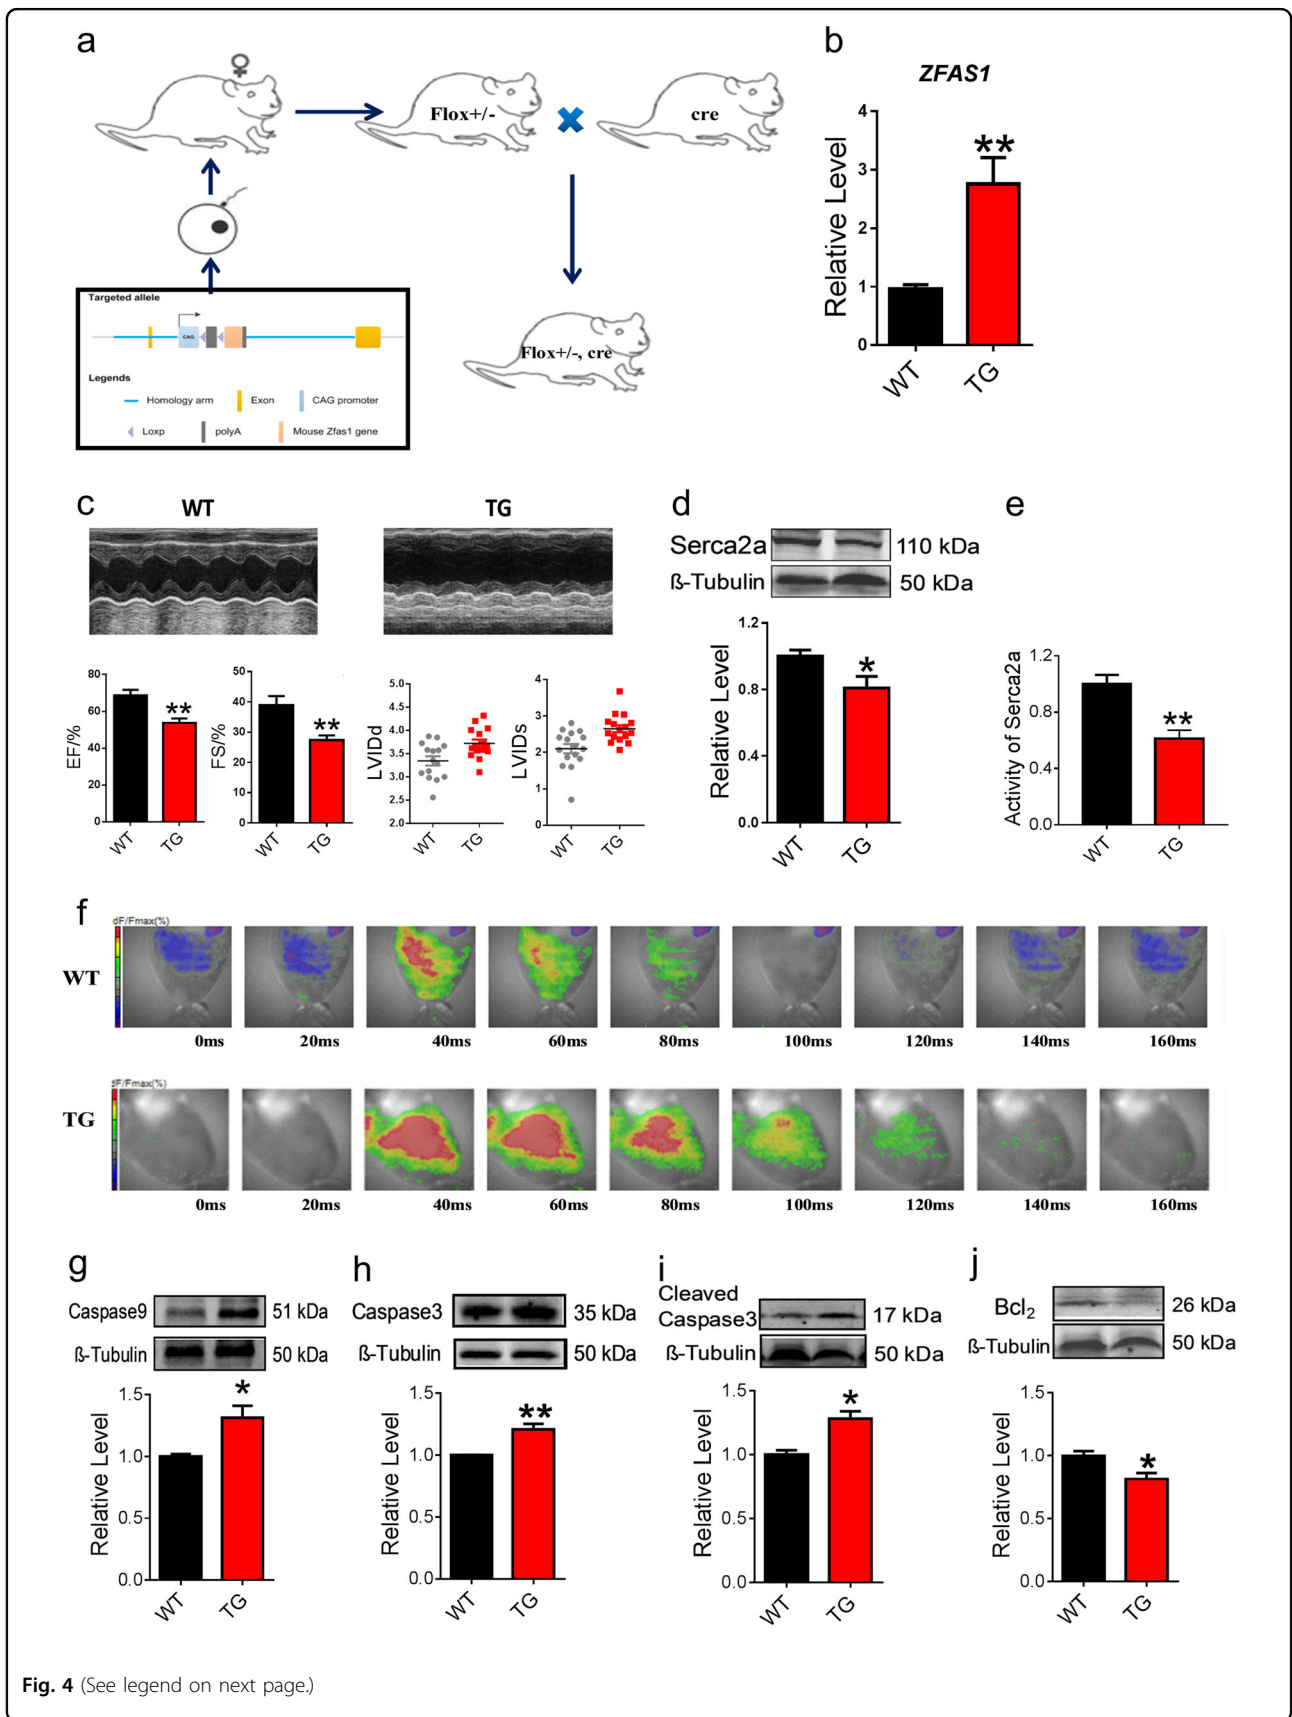 a
♀
Flox+/-
cre
Flox+/-, cre
Targeted allele
CAG
Legends
Homology arm
Exon
CAG promoter
Loxp
polyA
Mouse Zfas1 gene
b
ZFAS1
Relative Level
4
3
2
1
0
**
WT
TG
c
WT
TG
EF/%
80
60
40
20
0
**
WT
TG
FS/%
50
40
30
20
10
0
**
WT
TG
LVIDd
5.0
4.5
4.0
3.5
3.0
2.5
2.0
WT
TG
LVIDs
4
3
2
1
0
WT
TG
d
Serca2a
110 kDa
ß-Tubulin
50 kDa
Relative Level
1.2
0.8
0.4
0.0
*
WT
TG
e
Activity of Serca2a
1.2
0.8
0.4
0.0
**
WT
TG
f
dF/Fmax(%)
WT
0ms 20ms 40ms 60ms 80ms 100ms 120ms 140ms 160ms
dF/Fmax(%)
TG
0ms 20ms 40ms 60ms 80ms 100ms 120ms 140ms 160ms
g
Caspase9
51 kDa
ß-Tubulin
50 kDa
Relative Level
1.5
1.0
0.5
0.0
*
WT
TG
h
Caspase3
35 kDa
ß-Tubulin
50 kDa
Relative Level
1.5
1.0
0.5
0.0
**
WT
TG
i
Cleaved
Caspase3
17 kDa
ß-Tubulin
50 kDa
Relative Level
1.5
1.0
0.5
0.0
*
WT
TG
j
Bcl2
26 kDa
ß-Tubulin
50 kDa
Relative Level
1.5
1.0
0.5
0.0
*
WT
TG
Fig. 4 (See legend on next page.)